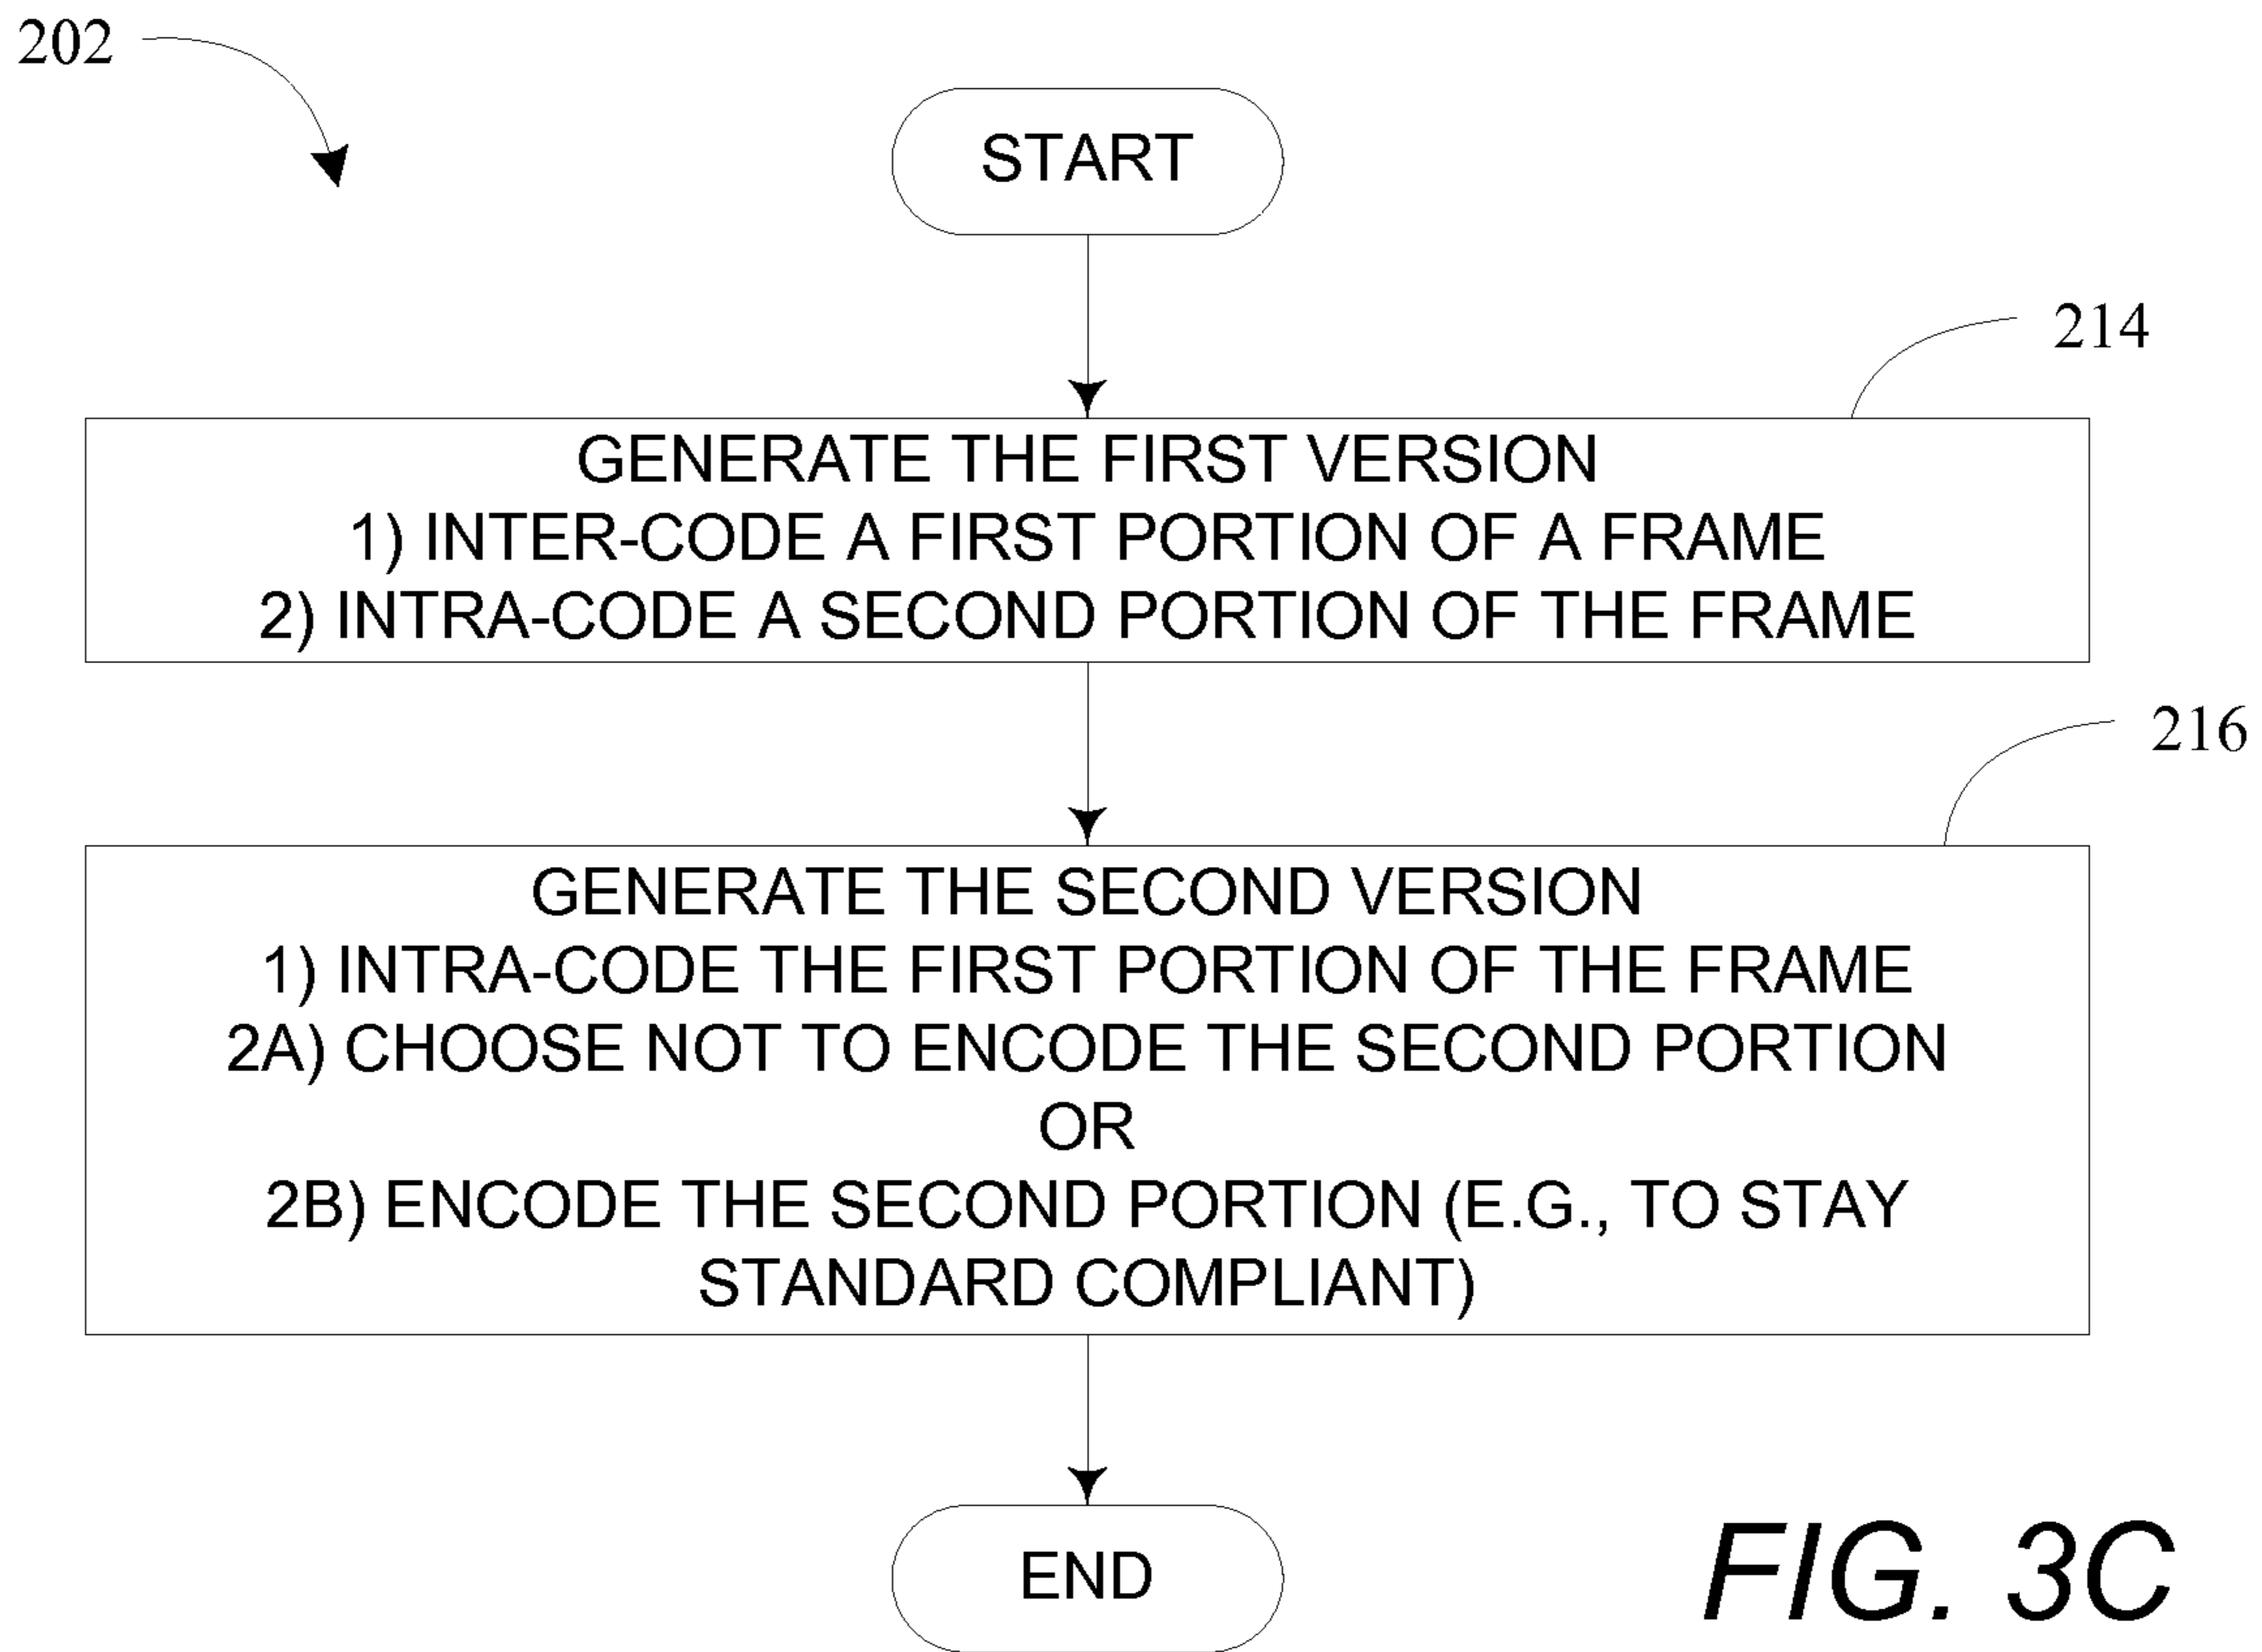 202
START
214
GENERATE THE FIRST VERSION
1) INTER-CODE A FIRST PORTION OF A FRAME
2) INTRA-CODE A SECOND PORTION OF THE FRAME
216
GENERATE THE SECOND VERSION
1) INTRA-CODE THE FIRST PORTION OF THE FRAME
2A) CHOOSE NOT TO ENCODE THE SECOND PORTION
OR
2B) ENCODE THE SECOND PORTION (E.G., TO STAY
STANDARD COMPLIANT)
END
FIG. 3C